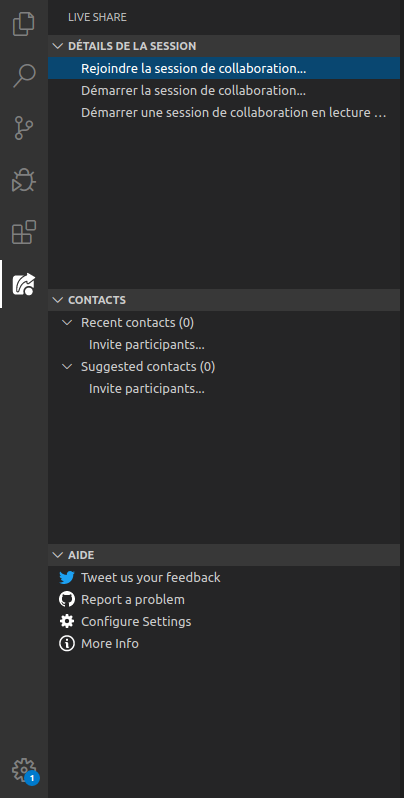 LIVE SHARE
DÉTAILS DE LA SESSION
Rejoindre la session de collaboration...
Démarrer la session de collaboration...
Démarrer une session de collaboration en lecture ...
CONTACTS
Recent contacts (0)
Invite participants...
Suggested contacts (0)
Invite participants...
AIDE
Tweet us your feedback
Report a problem
Configure Settings
More Info
1